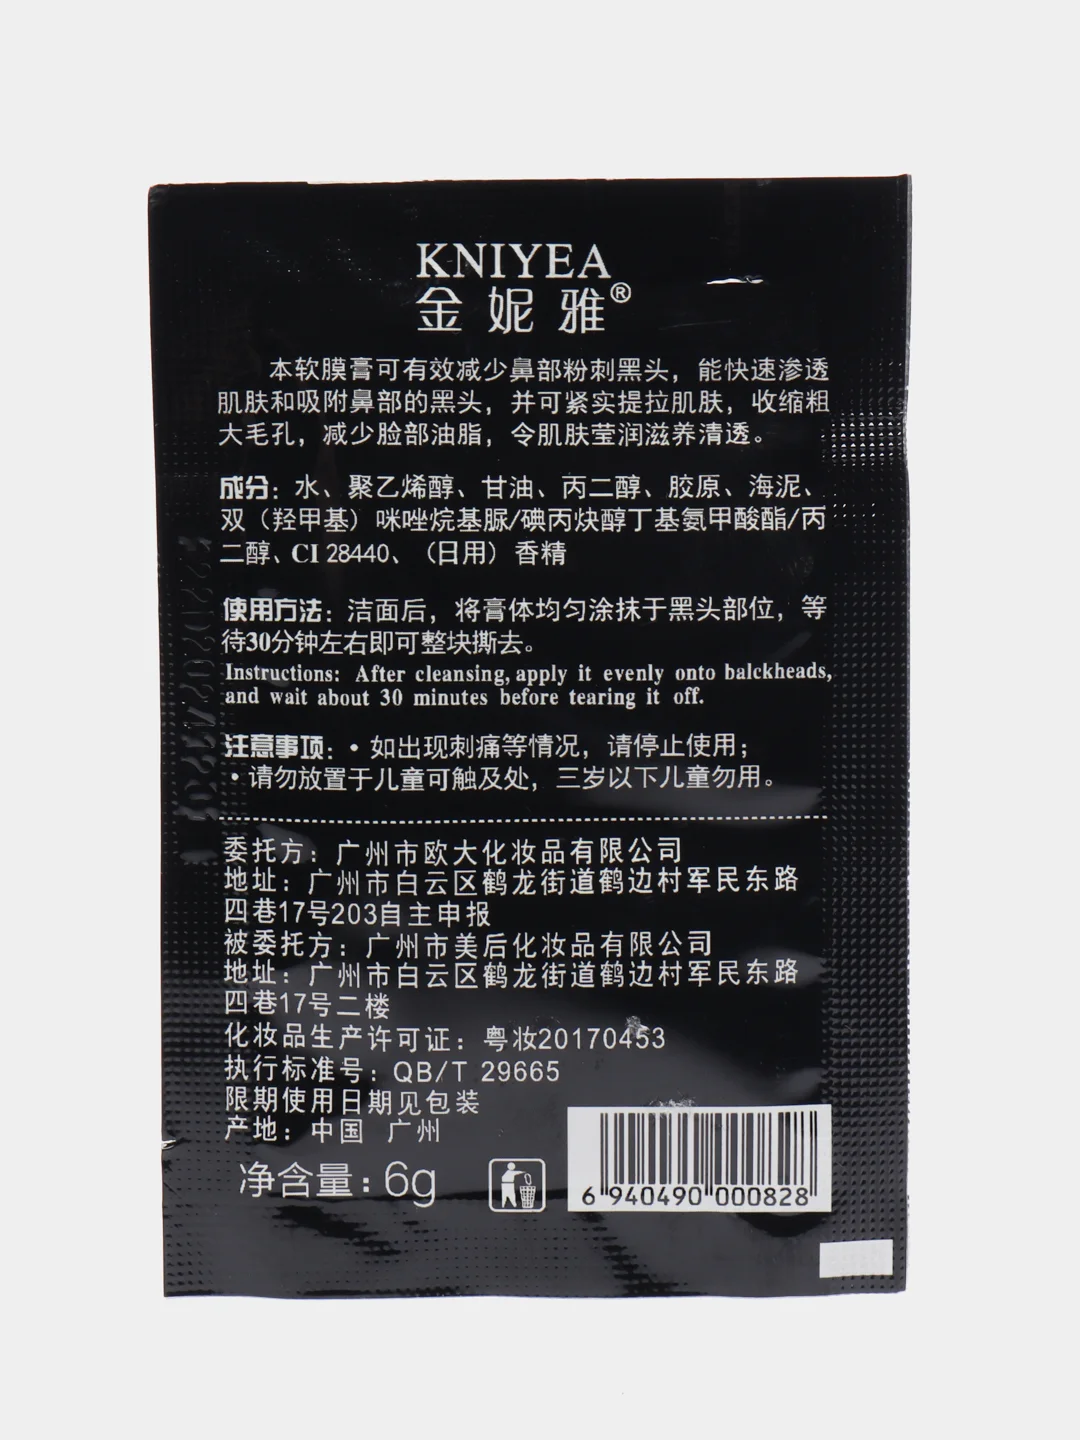 KNIYEA
金妮雅®
本软膜膏可有效减少鼻部粉刺黑头，能快速渗透
肌肤和吸附鼻部的黑头，并可紧实提拉肌肤，收缩粗
大毛孔，减少脸部油脂，令肌肤莹润滋养清透。
成分：水、聚乙烯醇、甘油、丙二醇、胶原、海泥、
双（羟甲基）咪唑烷基脲/碘丙炔醇丁基氨甲酸酯/丙
二醇、CI 28440、（日用）香精
使用方法：洁面后，将膏体均匀涂抹于黑头部位，等
待30分钟左右即可整块撕去。
Instructions: After cleansing, apply it evenly onto balckheads,
and wait about 30 minutes before tearing it off.
注意事项：• 如出现刺痛等情况，请停止使用；
• 请勿放置于儿童可触及处，三岁以下儿童勿用。
委托方：广州市欧大化妆品有限公司
地址：广州市白云区鹤龙街道鹤边村军民东路
四巷17号203自主申报
被委托方：广州市美后化妆品有限公司
地址：广州市白云区鹤龙街道鹤边村军民东路
四巷17号二楼
化妆品生产许可证：粤妆20170453
执行标准号：QB/T 29665
限期使用日期见包装
产地：中国 广州
净含量：6g
6 940490 000828